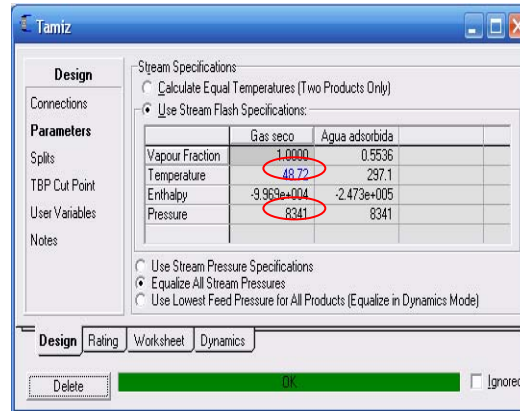 Tamiz
Design
Connections
Parameters
Splits
TBP Cut Point
User Variables
Notes
Stream Specifications
Calculate Equal Temperatures (Two Products Only)
Use Stream Flash Specifications:
Gas seco Agua adsorbida
Vapour Fraction 1.0000 0.5536
Temperature 48.72 297.1
Enthalpy -9.969e+004 -2.473e+005
Pressure 8341 8341
Use Stream Pressure Specifications
Equalize All Stream Pressures
Use Lowest Feed Pressure for All Products (Equalize in Dynamics Mode)
Design Rating Worksheet Dynamics
Delete OK Ignored